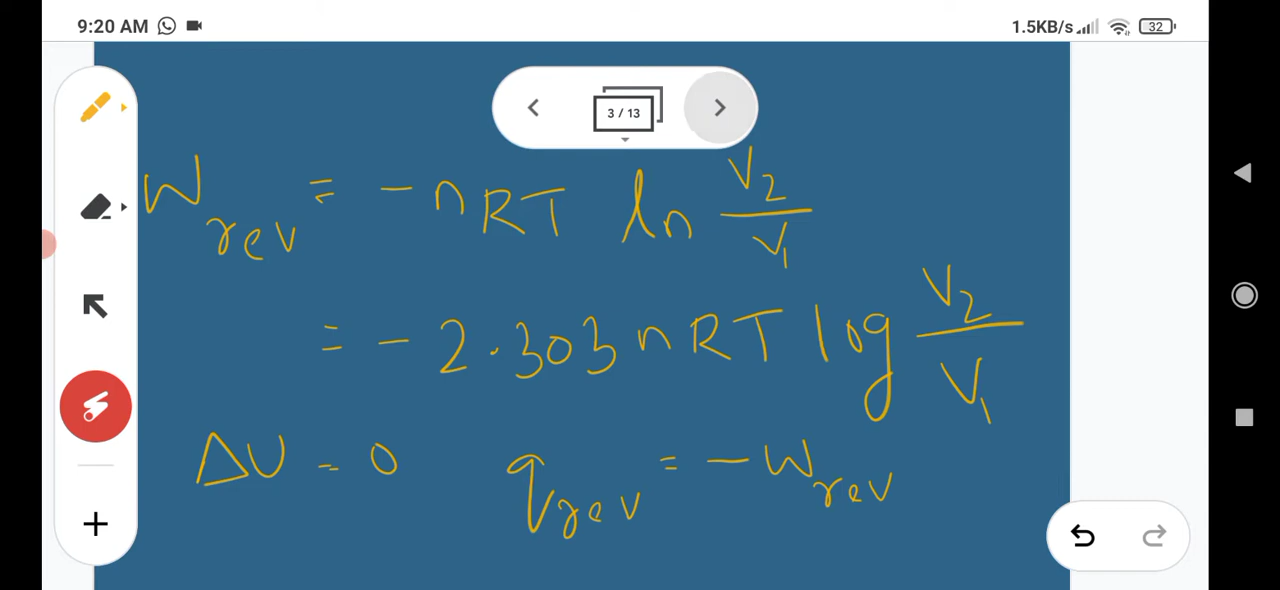 9:20 AM 1.5KB/s 32
3 / 13
W_rev = - nRT ln V₂/V₁
= - 2.303 nRT log V₂/V₁
ΔU = 0 q_rev = - W_rev